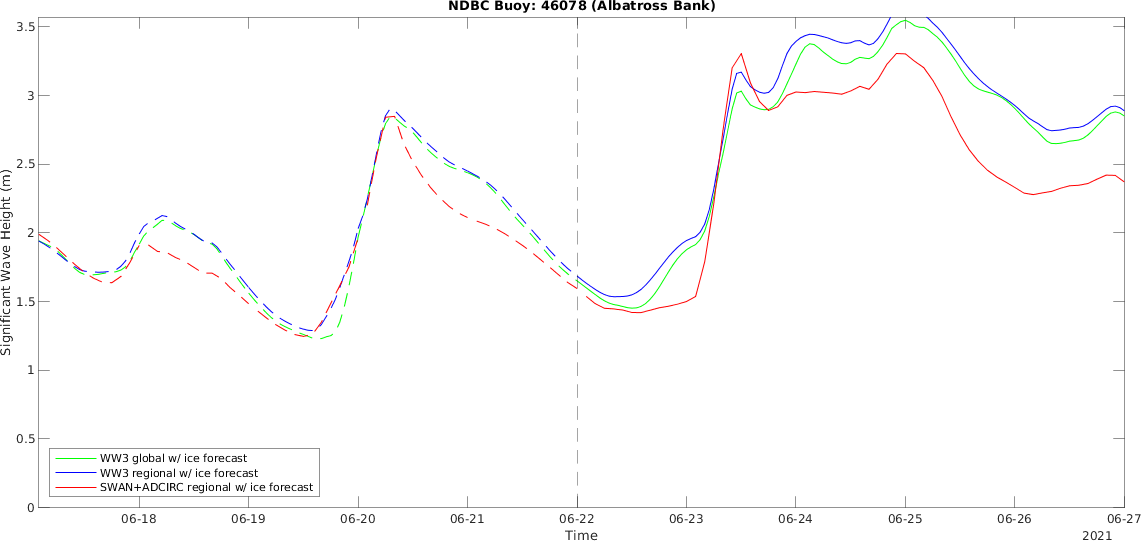 NDBC Buoy: 46078 (Albatross Bank)
Significant Wave Height (m)
3.5
3
2.5
2
1.5
1
0.5
0
WW3 global w/ ice forecast
WW3 regional w/ ice forecast
SWAN+ADCIRC regional w/ ice forecast
06-18 06-19 06-20 06-21 06-22 06-23 06-24 06-25 06-26 06-27
Time
2021